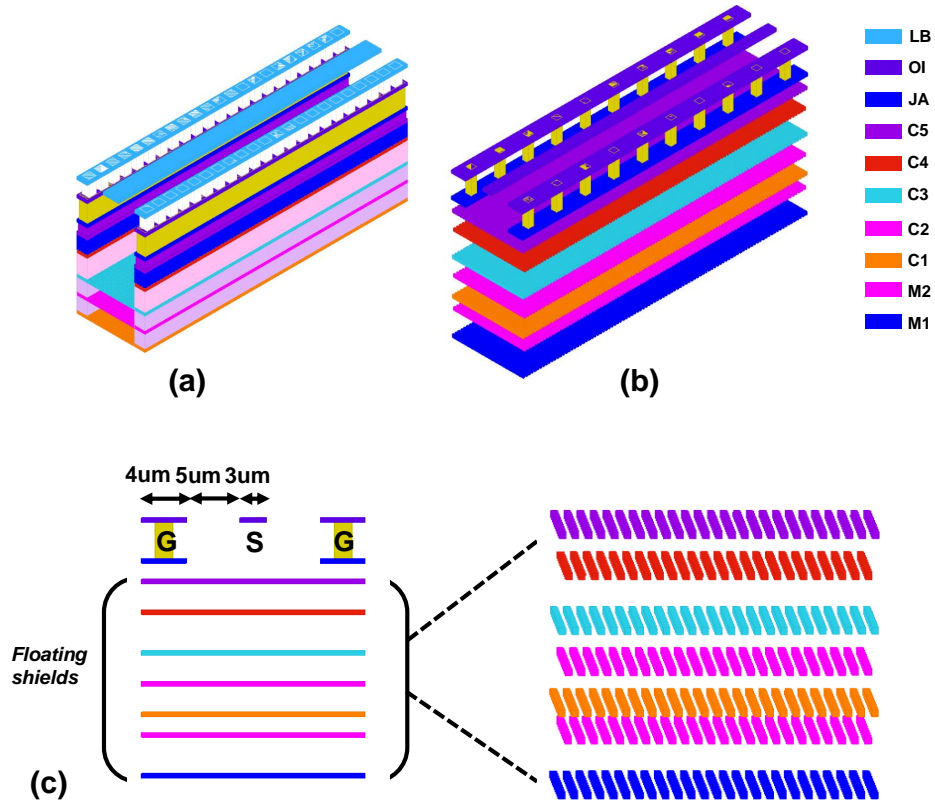 LB
OI
JA
C5
C4
C3
C2
C1
M2
M1
(a)
(b)
4um 5um 3um
G S G
Floating
shields
(c)